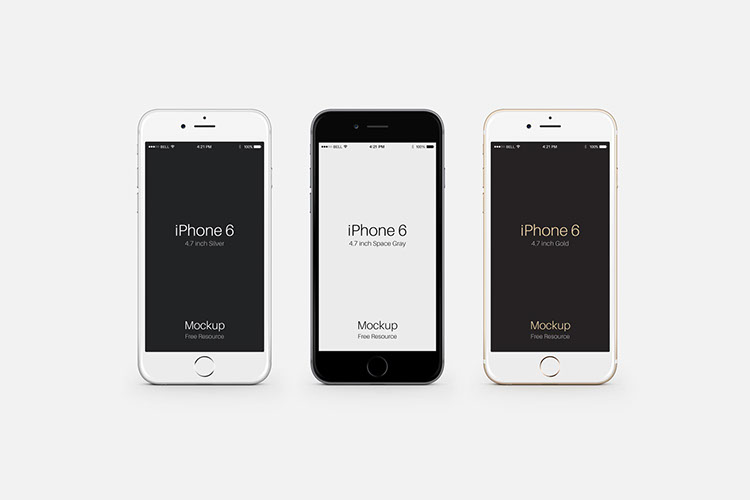 BELL 4:21 PM 100%
iPhone 6
4.7 inch Silver
Mockup
Free Resource
BELL 4:21 PM 100%
iPhone 6
4.7 inch Space Gray
Mockup
Free Resource
BELL 4:21 PM 100%
iPhone 6
4.7 inch Gold
Mockup
Free Resource